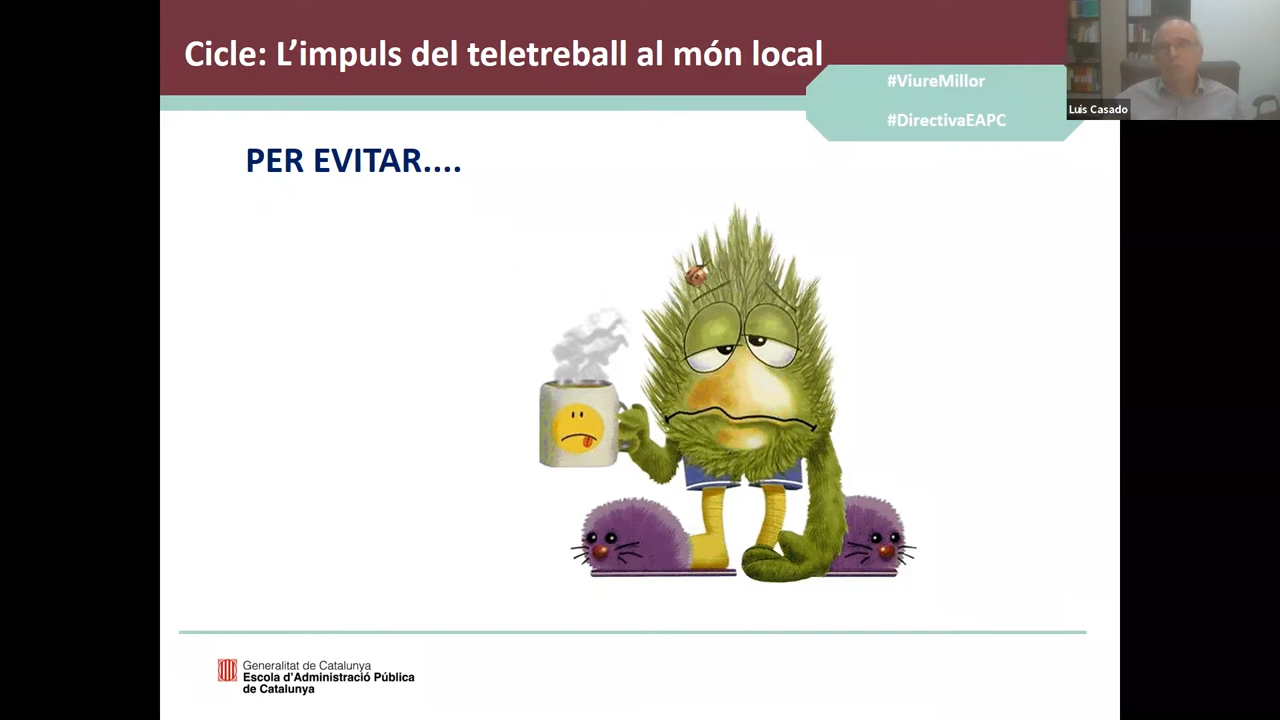 Cicle: L'impuls del teletreball al món local
#ViureMillor
#DirectivaEAPC
Luis Casado
PER EVITAR....
Generalitat de Catalunya
Escola d'Administració Pública
de Catalunya